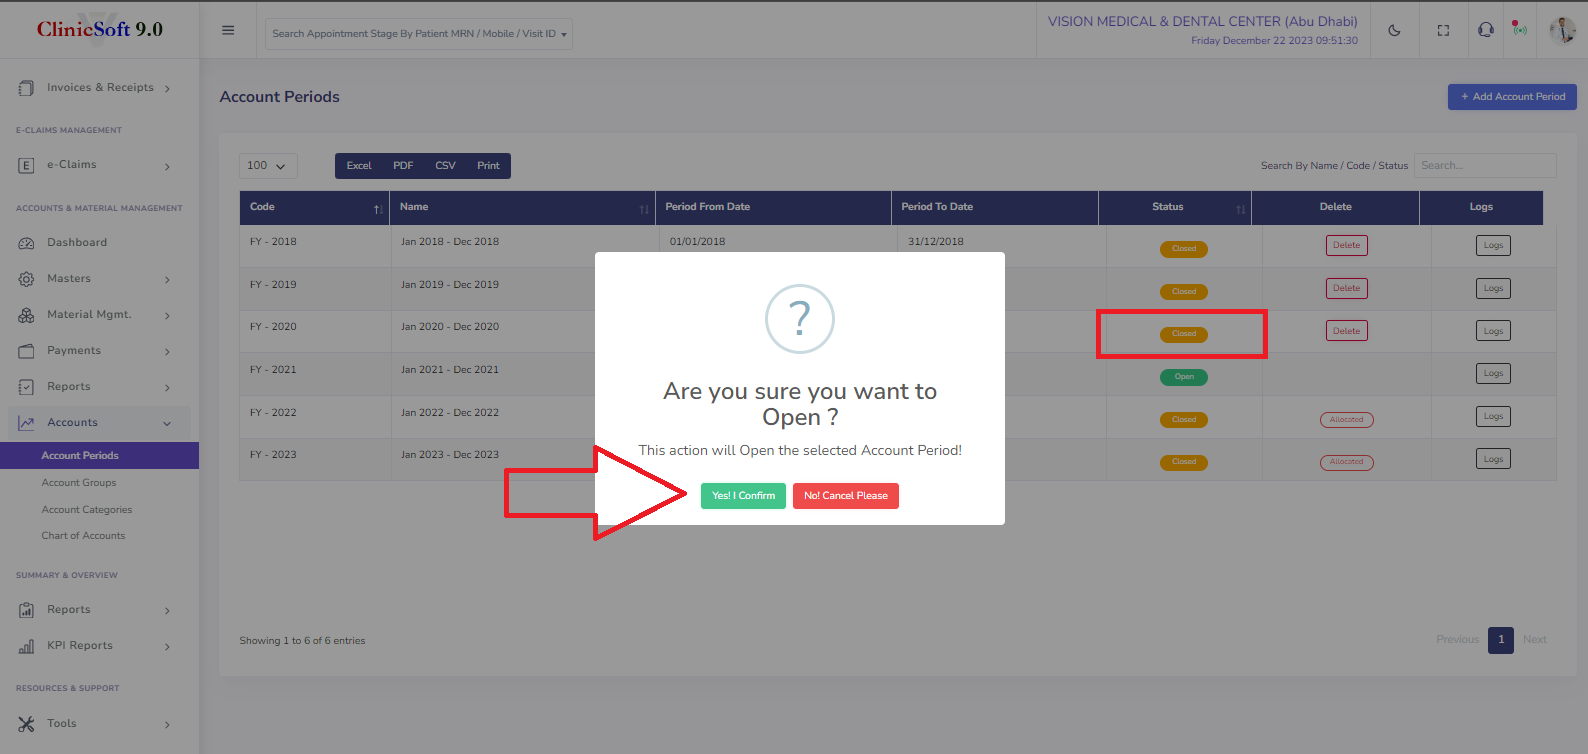 ClinicSoft 9.0
Search Appointment Stage By Patient MRN / Mobile / Visit ID
VISION MEDICAL & DENTAL CENTER (Abu Dhabi)
Friday December 22 2023 09:51:30
Invoices & Receipts
E-CLAIMS MANAGEMENT
E
e-Claims
ACCOUNTS & MATERIAL MANAGEMENT
Dashboard
Masters
Material Mgmt.
Payments
Reports
Accounts
Account Periods
Account Groups
Account Categories
Chart of Accounts
SUMMARY & OVERVIEW
Reports
KPI Reports
RESOURCES & SUPPORT
Tools
Account Periods
+ Add Account Period
100
Excel PDF CSV Print
Search By Name / Code / Status Search...
Code Name Period From Date Period To Date Status Delete Logs
FY - 2018 Jan 2018 - Dec 2018 01/01/2018 31/12/2018 Closed Delete Logs
FY - 2019 Jan 2019 - Dec 2019 Closed Delete Logs
FY - 2020 Jan 2020 - Dec 2020 Closed Delete Logs
FY - 2021 Jan 2021 - Dec 2021 Open Logs
FY - 2022 Jan 2022 - Dec 2022 Closed Allocated Logs
FY - 2023 Jan 2023 - Dec 2023 Closed Allocated Logs
?
Are you sure you want to
Open ?
This action will Open the selected Account Period!
Yes! I Confirm No! Cancel Please
Showing 1 to 6 of 6 entries
Previous 1 Next